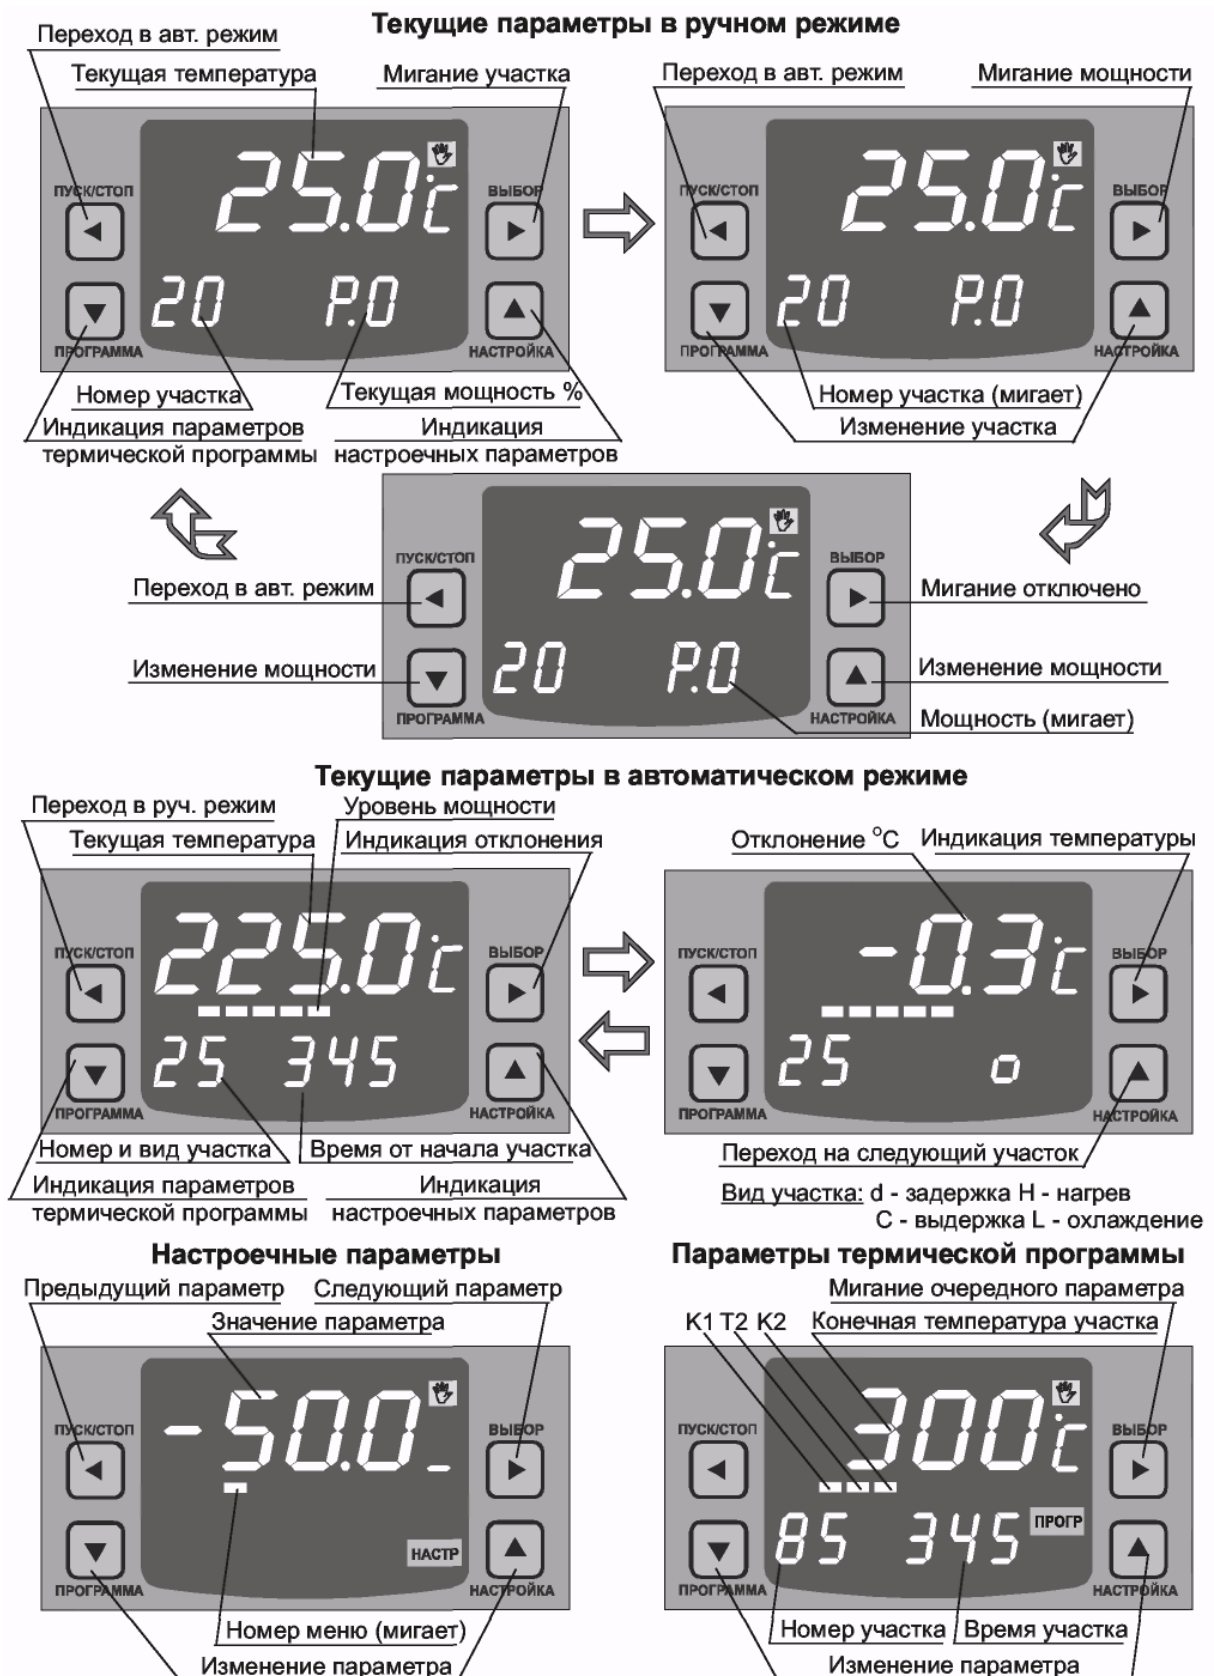 Текущие параметры в ручном режиме
Переход в авт. режим
Текущая температура
Мигание участка
ПУСК/СТОП
25.0c
ВЫБОР
20 P.0
ПРОГРАММА
НАСТРОЙКА
Номер участка
Текущая мощность %
Индикация параметров
термической программы
Индикация
настроечных параметров
Переход в авт. режим
Мигание мощности
ПУСК/СТОП
25.0c
ВЫБОР
20 P.0
ПРОГРАММА
НАСТРОЙКА
Номер участка (мигает)
Изменение участка
ПУСК/СТОП
25.0c
ВЫБОР
Переход в авт. режим
Мигание отключено
20 P.0
Изменение мощности
Изменение мощности
ПРОГРАММА
НАСТРОЙКА
Мощность (мигает)
Текущие параметры в автоматическом режиме
Переход в руч. режим
Уровень мощности
Текущая температура
Индикация отклонения
ПУСК/СТОП
225.0c
ВЫБОР
25 345
ПРОГРАММА
НАСТРОЙКА
Номер и вид участка
Время от начала участка
Индикация параметров
термической программы
Индикация
настроечных параметров
Отклонение °C
Индикация температуры
ПУСК/СТОП
-0.3c
ВЫБОР
25 o
ПРОГРАММА
НАСТРОЙКА
Переход на следующий участок
Вид участка: d - задержка H - нагрев
C - выдержка L - охлаждение
Настроечные параметры
Предыдущий параметр
Следующий параметр
Значение параметра
ПУСК/СТОП
-50.0_
ВЫБОР
НАСТР
ПРОГРАММА
НАСТРОЙКА
Номер меню (мигает)
Изменение параметра
Параметры термической программы
Мигание очередного параметра
K1 T2 K2
Конечная температура участка
ПУСК/СТОП
300c
ВЫБОР
85 345
ПРОГР
ПРОГРАММА
НАСТРОЙКА
Номер участка
Время участка
Изменение параметра